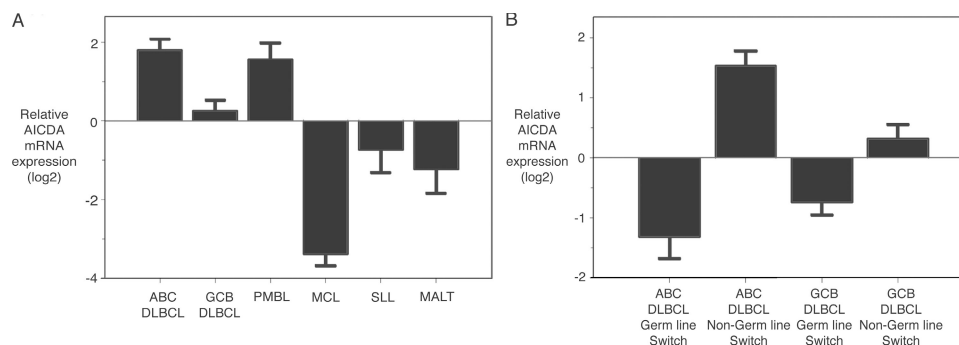 A
2
0
-2
-4
Relative
AICDA
mRNA
expression
(log2)
ABC
DLBCL
GCB
DLBCL
PMBL
MCL
SLL
MALT
B
2
1
0
-1
-2
Relative
AICDA
mRNA
expression
(log2)
ABC
DLBCL
Germ line
Switch
ABC
DLBCL
Non-Germ line
Switch
GCB
DLBCL
Germ line
Switch
GCB
DLBCL
Non-Germ line
Switch